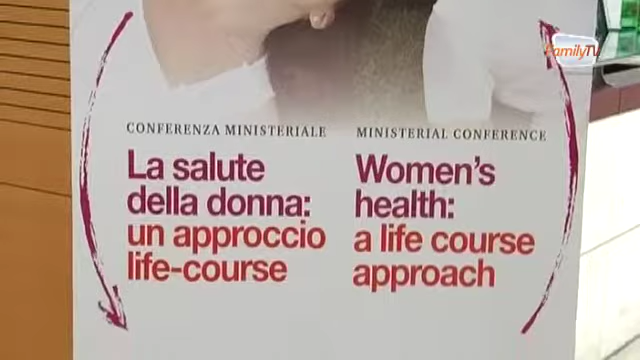 FamilyTV
CONFERENZA MINISTERIALE
La salute
della donna:
un approccio
life-course
MINISTERIAL CONFERENCE
Women's
health:
a life course
approach